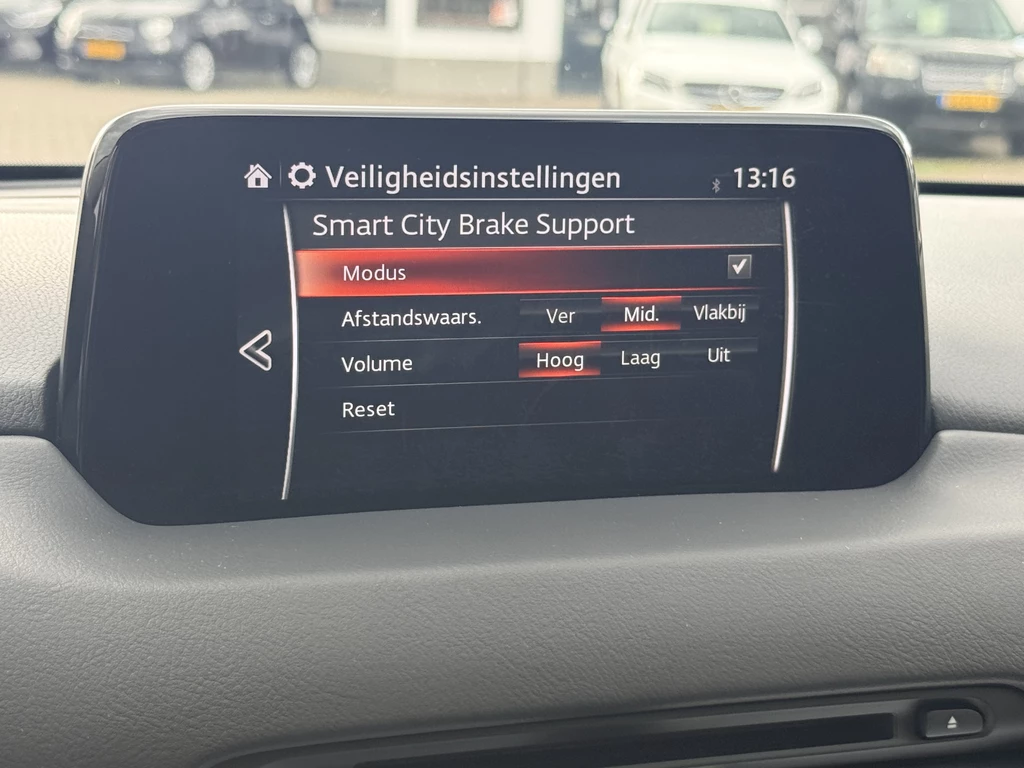 Veiligheidsinstellingen 13:16
Smart City Brake Support
Modus
Afstandswaars. Ver Mid. Vlakbij
Volume Hoog Laag Uit
Reset